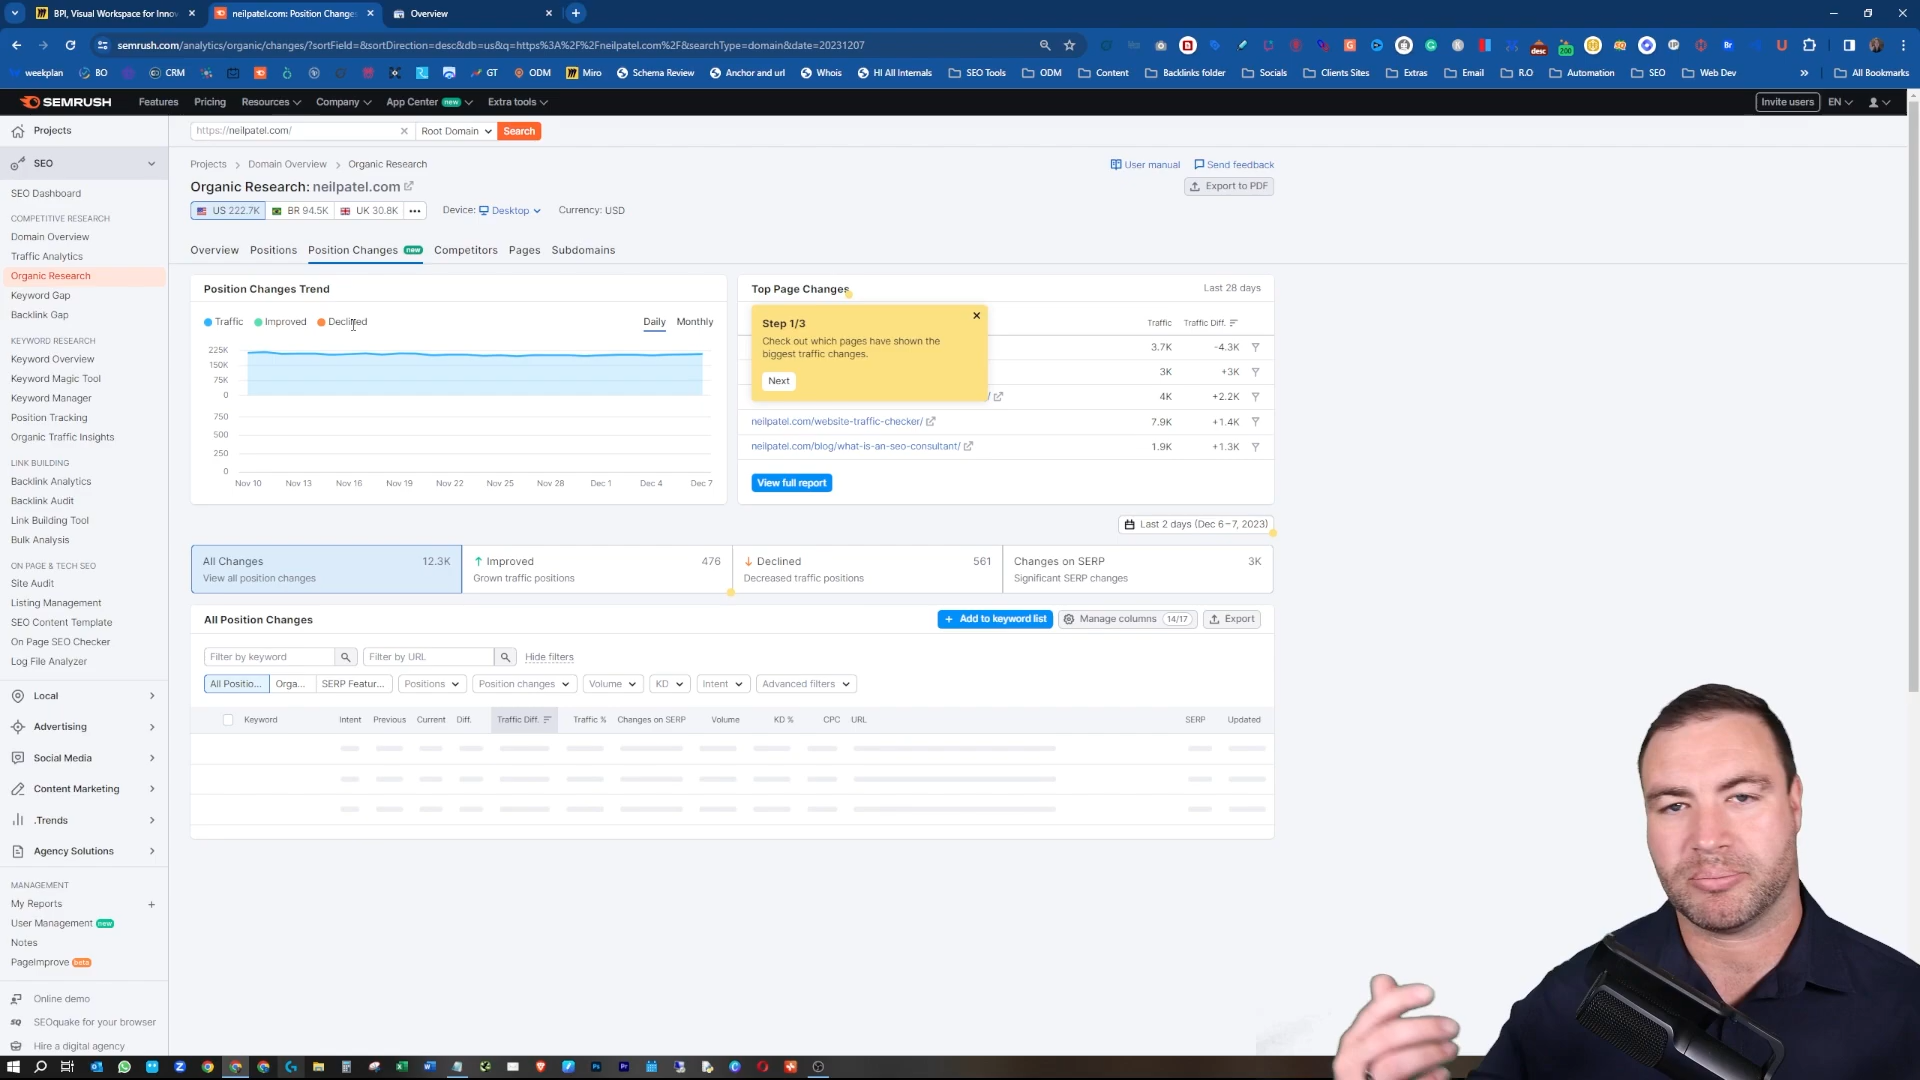 BPI, Visual Workspace for Innov
neilpatel.com: Position Changes
Overview
semrush.com/analytics/organic/changes/?sortField=&sortDirection=desc&db=us&q=https%3A%2F%2Fneilpatel.com%2F&searchType=domain&date=20231207
weekplan
BO
CRM
GT
ODM
Miro
Schema Review
Anchor and url
Whois
HI All Internals
SEO Tools
ODM
Content
Backlinks folder
Socials
Clients Sites
Extras
Email
R.O
Automation
SEO
Web Dev
All Bookmarks
SEMRUSH
Features
Pricing
Resources
Company
App Center new
Extra tools
Invite users
EN
Projects
SEO
SEO Dashboard
COMPETITIVE RESEARCH
Domain Overview
Traffic Analytics
Organic Research
Keyword Gap
Backlink Gap
KEYWORD RESEARCH
Keyword Overview
Keyword Magic Tool
Keyword Manager
Position Tracking
Organic Traffic Insights
LINK BUILDING
Backlink Analytics
Backlink Audit
Link Building Tool
Bulk Analysis
ON PAGE & TECH SEO
Site Audit
Listing Management
SEO Content Template
On Page SEO Checker
Log File Analyzer
Local
Advertising
Social Media
Content Marketing
.Trends
Agency Solutions
MANAGEMENT
My Reports +
User Management new
Notes
PageImprove beta
Online demo
SEOquake for your browser
Hire a digital agency
https://neilpatel.com/
Root Domain
Search
Projects > Domain Overview > Organic Research
User manual
Send feedback
Organic Research: neilpatel.com
Export to PDF
US 222.7K
BR 94.5K
UK 30.8K
Device: Desktop
Currency: USD
Overview
Positions
Position Changes new
Competitors
Pages
Subdomains
Position Changes Trend
Traffic
Improved
Declined
Daily
Monthly
225K
150K
75K
0
750
500
250
0
Nov 10 Nov 13 Nov 16 Nov 19 Nov 22 Nov 25 Nov 28 Dec 1 Dec 4 Dec 7
Top Page Changes
Last 28 days
Traffic Traffic Diff.
Step 1/3
Check out which pages have shown the
biggest traffic changes.
Next
3.7K -4.3K
3K +3K
/ 4K +2.2K
neilpatel.com/website-traffic-checker/ 7.9K +1.4K
neilpatel.com/blog/what-is-an-seo-consultant/ 1.9K +1.3K
View full report
Last 2 days (Dec 6–7, 2023)
All Changes 12.3K
View all position changes
Improved 476
Grown traffic positions
Declined 561
Decreased traffic positions
Changes on SERP 3K
Significant SERP changes
All Position Changes
+ Add to keyword list
Manage columns 14/17
Export
Filter by keyword
Filter by URL
Hide filters
All Positio...
Orga...
SERP Featur...
Positions
Position changes
Volume
KD
Intent
Advanced filters
Keyword Intent Previous Current Diff. Traffic Diff. Traffic % Changes on SERP Volume KD % CPC URL SERP Updated